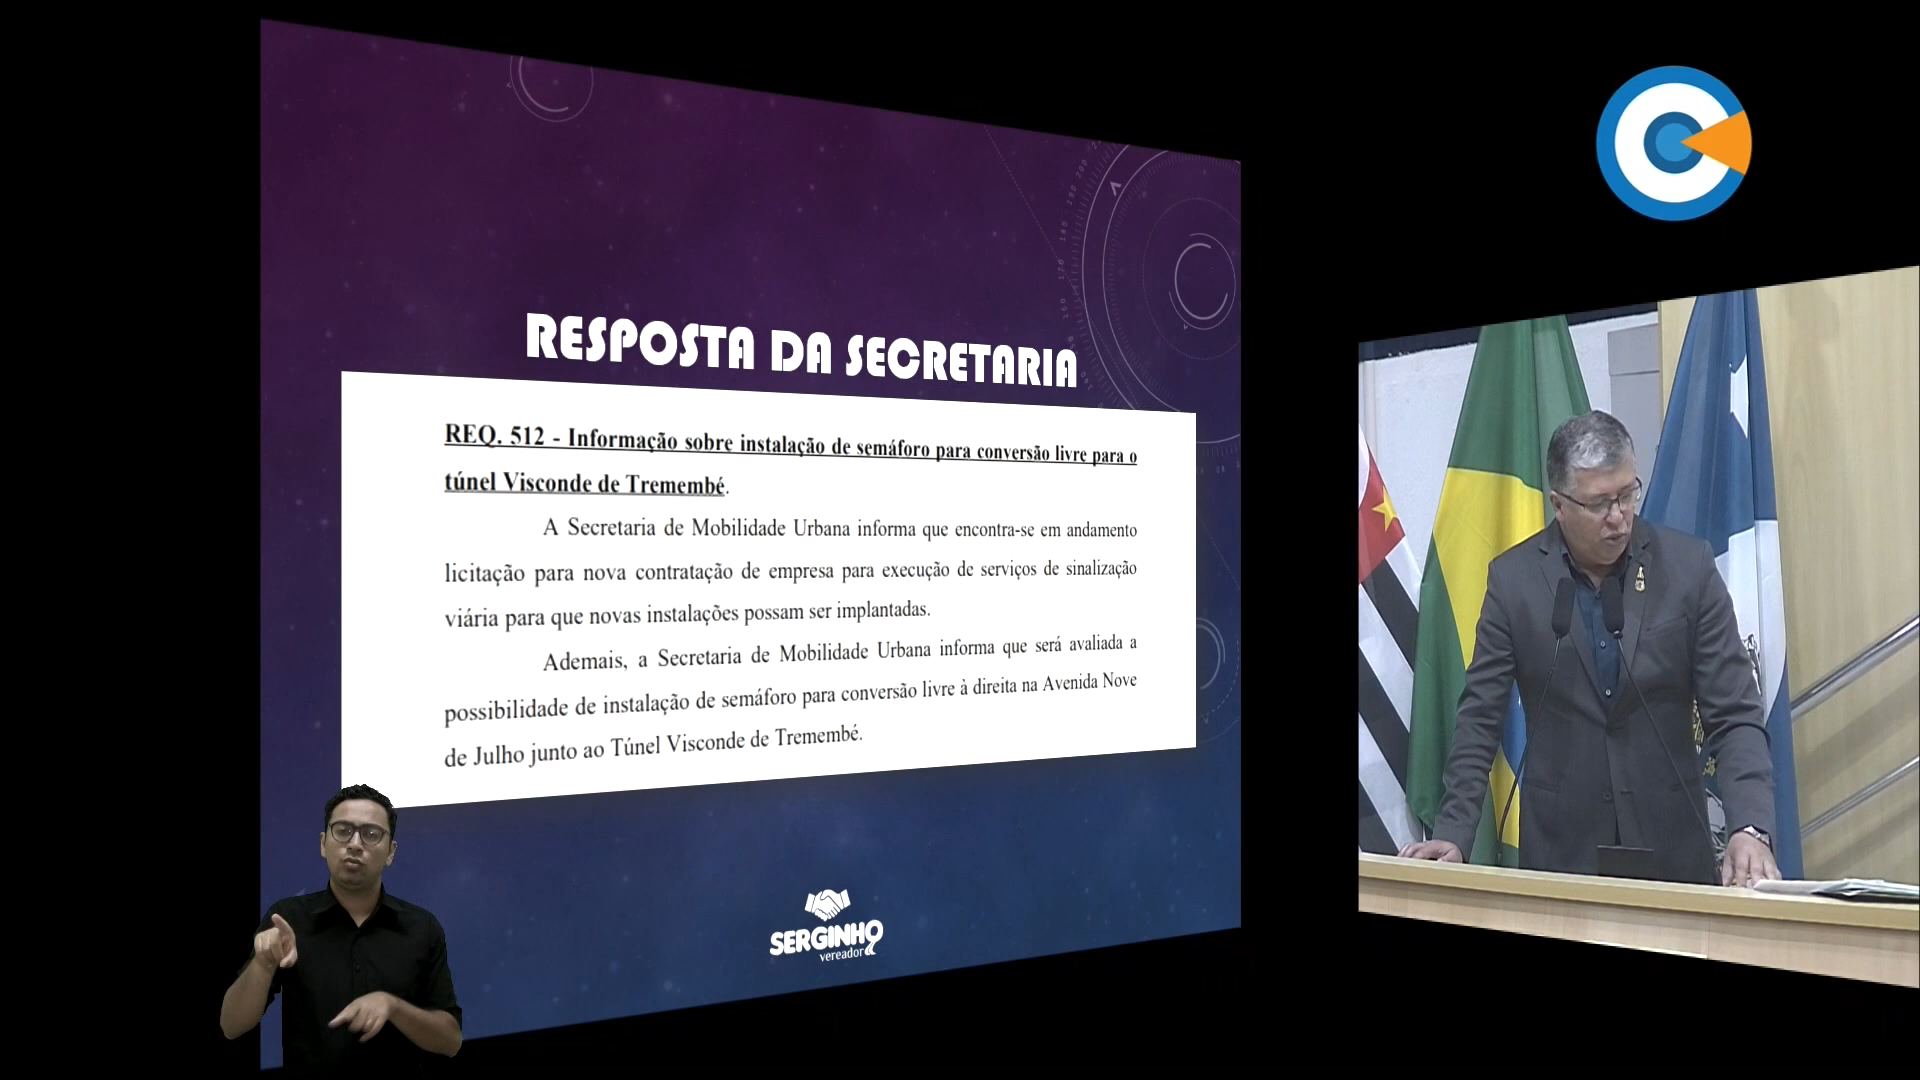 RESPOSTA DA SECRETARIA
REQ. 512 - Informação sobre instalação de semáforo para conversão livre para o
túnel Visconde de Tremembé.
A Secretaria de Mobilidade Urbana informa que encontra-se em andamento
licitação para nova contratação de empresa para execução de serviços de sinalização
viária para que novas instalações possam ser implantadas.
Ademais, a Secretaria de Mobilidade Urbana informa que será avaliada a
possibilidade de instalação de semáforo para conversão livre à direita na Avenida Nove
de Julho junto ao Túnel Visconde de Tremembé.
SERGINHO
vereador